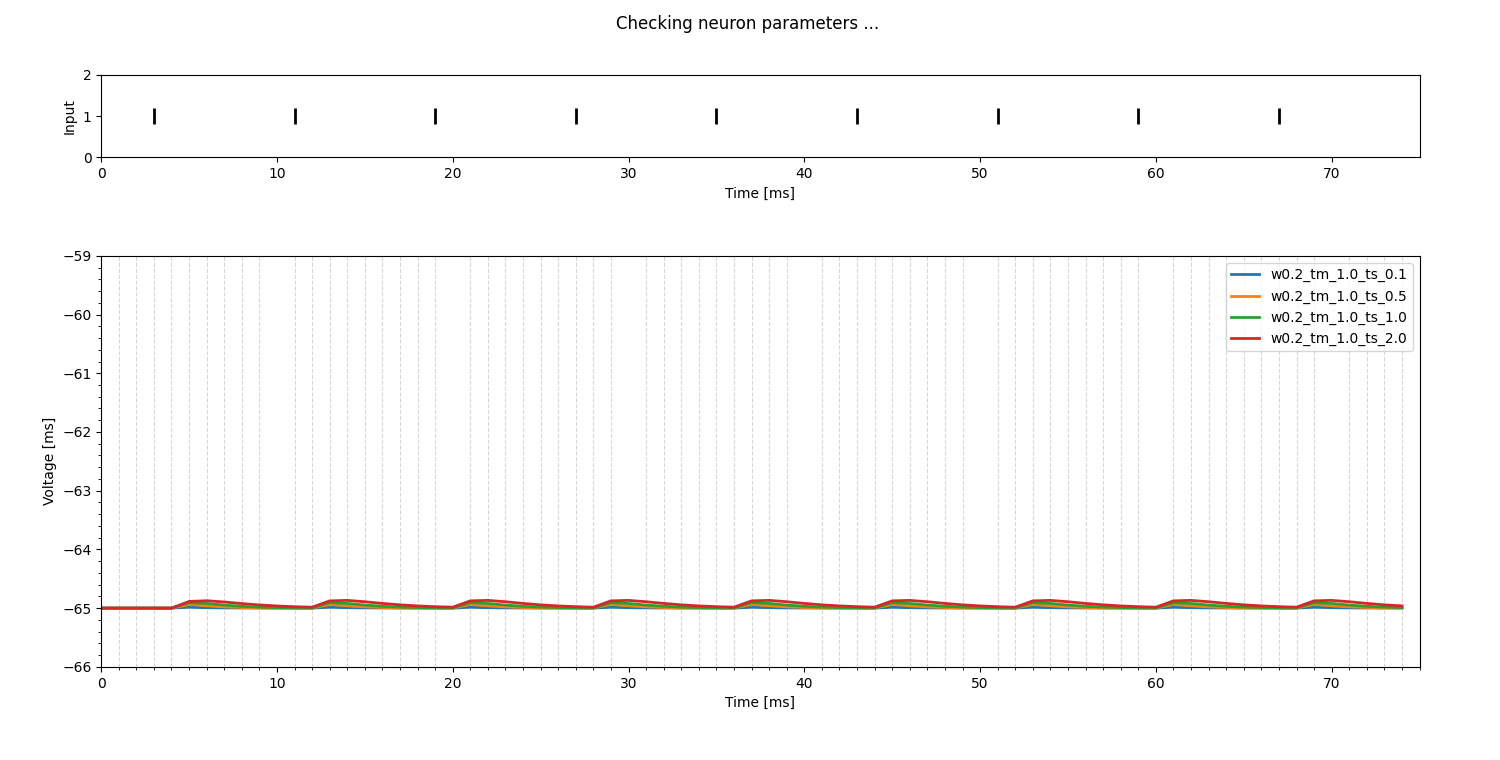 Checking neuron parameters ...
2
1
0
Input
0 10 20 30 40 50 60 70
Time [ms]
−59
−60
−61
−62
−63
−64
−65
−66
Voltage [ms]
w0.2_tm_1.0_ts_0.1
w0.2_tm_1.0_ts_0.5
w0.2_tm_1.0_ts_1.0
w0.2_tm_1.0_ts_2.0
0 10 20 30 40 50 60 70
Time [ms]